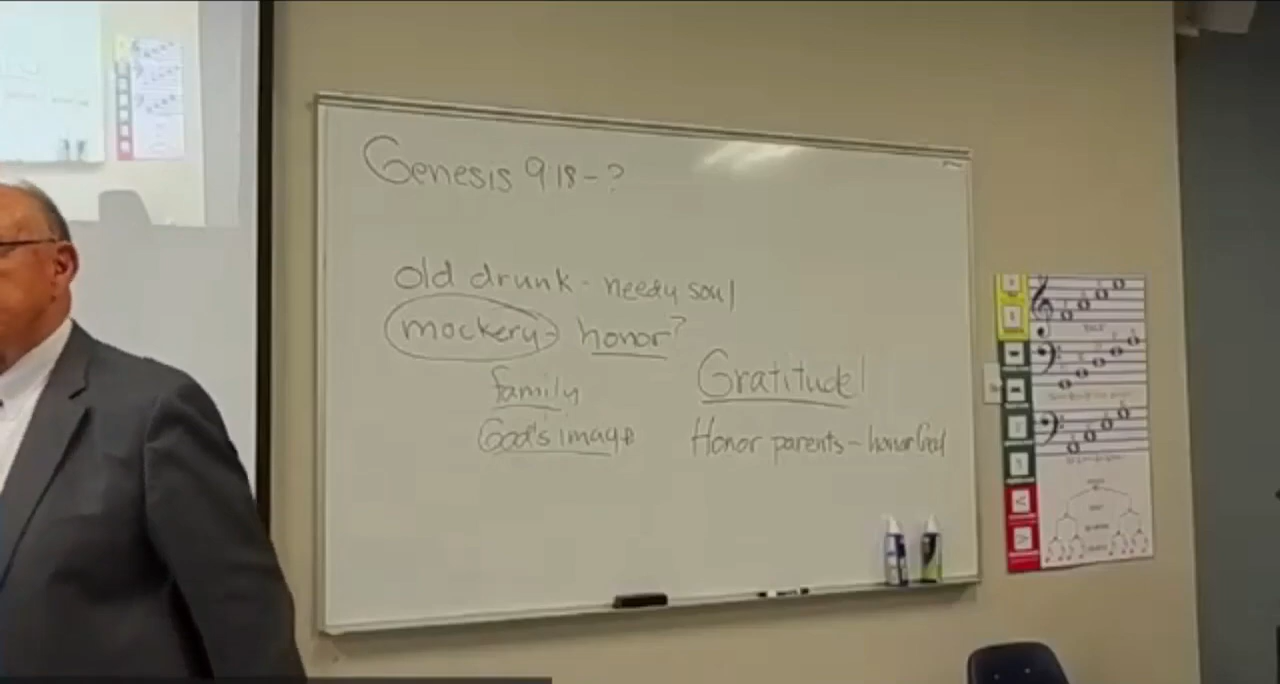 Genesis 9:18-?
old drunk - needy soul
mockery - honor?
family
Gratitude!
God's image
Honor parents - honor God